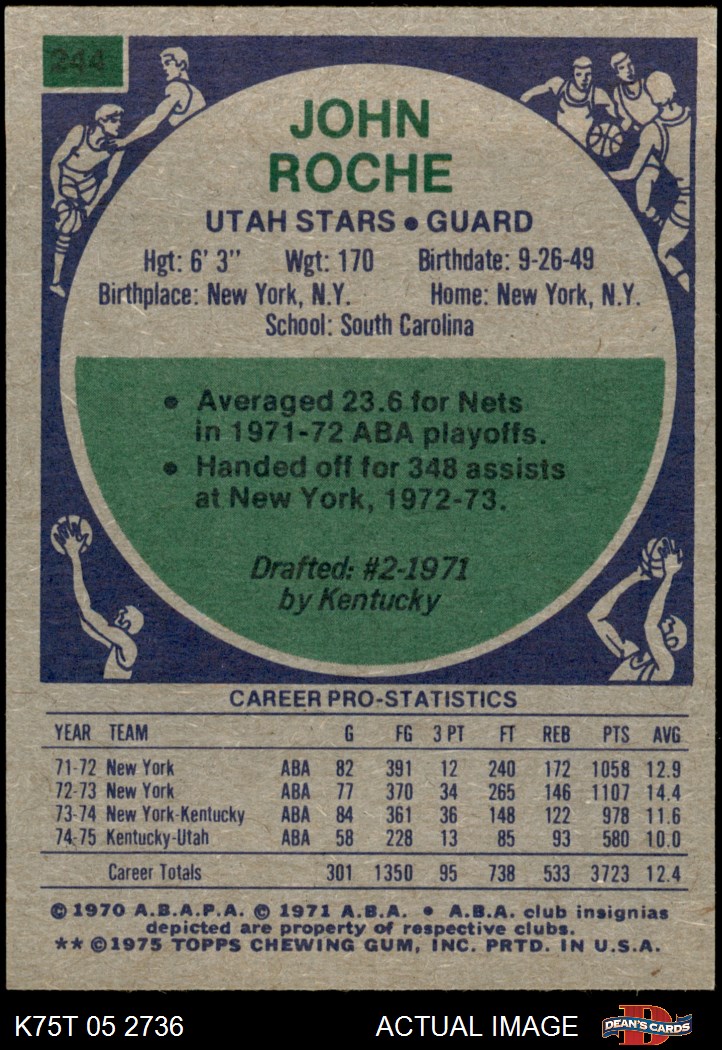 244
JOHN
ROCHE
UTAH STARS • GUARD
Hgt: 6' 3" Wgt: 170 Birthdate: 9-26-49
Birthplace: New York, N.Y. Home: New York, N.Y.
School: South Carolina
• Averaged 23.6 for Nets
in 1971-72 ABA playoffs.
• Handed off for 348 assists
at New York, 1972-73.
Drafted: #2-1971
by Kentucky
CAREER PRO-STATISTICS
YEAR TEAM G FG 3 PT FT REB PTS AVG
71-72 New York ABA 82 391 12 240 172 1058 12.9
72-73 New York ABA 77 370 34 265 146 1107 14.4
73-74 New York-Kentucky ABA 84 361 36 148 122 978 11.6
74-75 Kentucky-Utah ABA 58 228 13 85 93 580 10.0
Career Totals 301 1350 95 738 533 3723 12.4
© 1970 A.B.A.P.A. © 1971 A.B.A. • A.B.A. club insignias
depicted are property of respective clubs.
** ©1975 TOPPS CHEWING GUM, INC. PRTD. IN U.S.A.
K75T 05 2736 ACTUAL IMAGE D DEAN'S CARDS